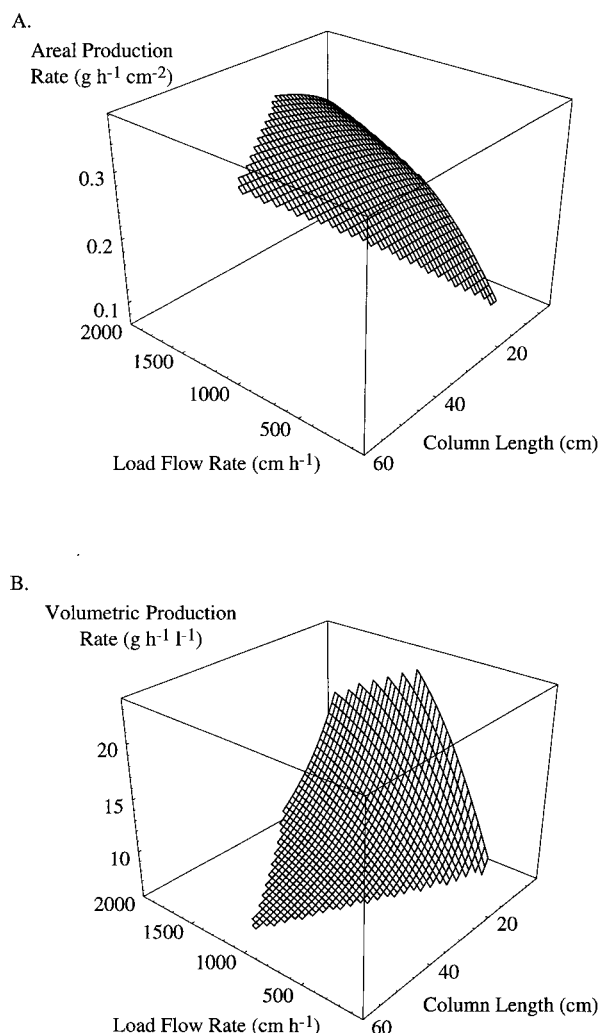 A.
Areal Production
Rate (g h-1 cm-2)
0.3
0.2
0.1
2000
1500
1000
500
Load Flow Rate (cm h-1)
20
40
60
Column Length (cm)
B.
Volumetric Production
Rate (g h-1 l-1)
20
15
10
2000
1500
1000
500
Load Flow Rate (cm h-1)
20
40
60
Column Length (cm)